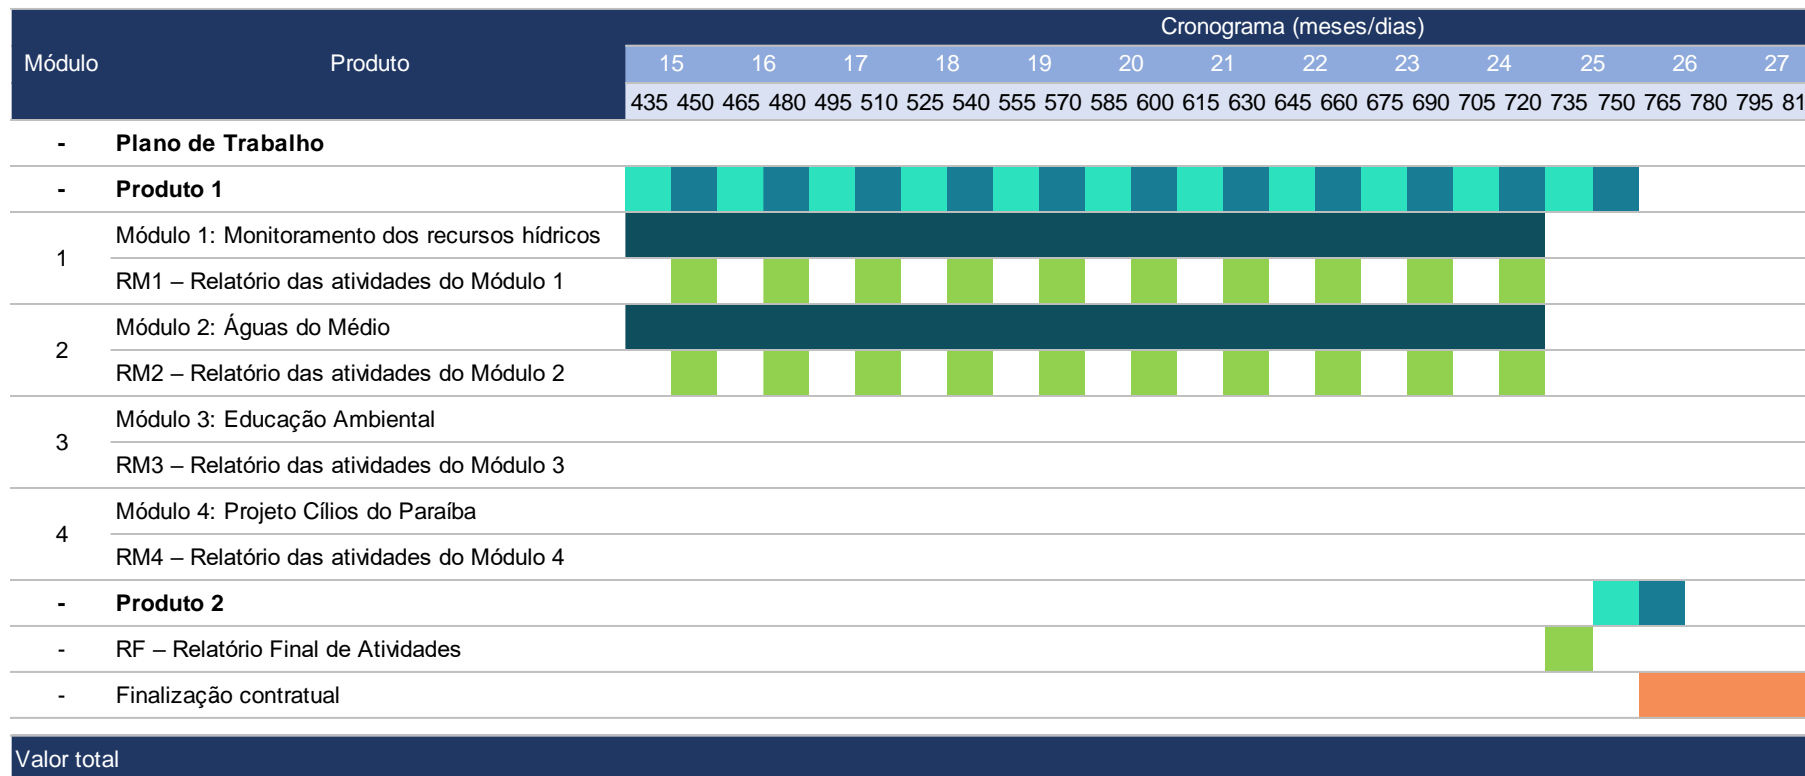 Cronograma (meses/dias)
Módulo Produto 15 16 17 18 19 20 21 22 23 24 25 26 27
435 450 465 480 495 510 525 540 555 570 585 600 615 630 645 660 675 690 705 720 735 750 765 780 795 81
- Plano de Trabalho
- Produto 1
1
Módulo 1: Monitoramento dos recursos hídricos
RM1 – Relatório das atividades do Módulo 1
2
Módulo 2: Águas do Médio
RM2 – Relatório das atividades do Módulo 2
3
Módulo 3: Educação Ambiental
RM3 – Relatório das atividades do Módulo 3
4
Módulo 4: Projeto Cílios do Paraíba
RM4 – Relatório das atividades do Módulo 4
- Produto 2
- RF – Relatório Final de Atividades
- Finalização contratual
Valor total